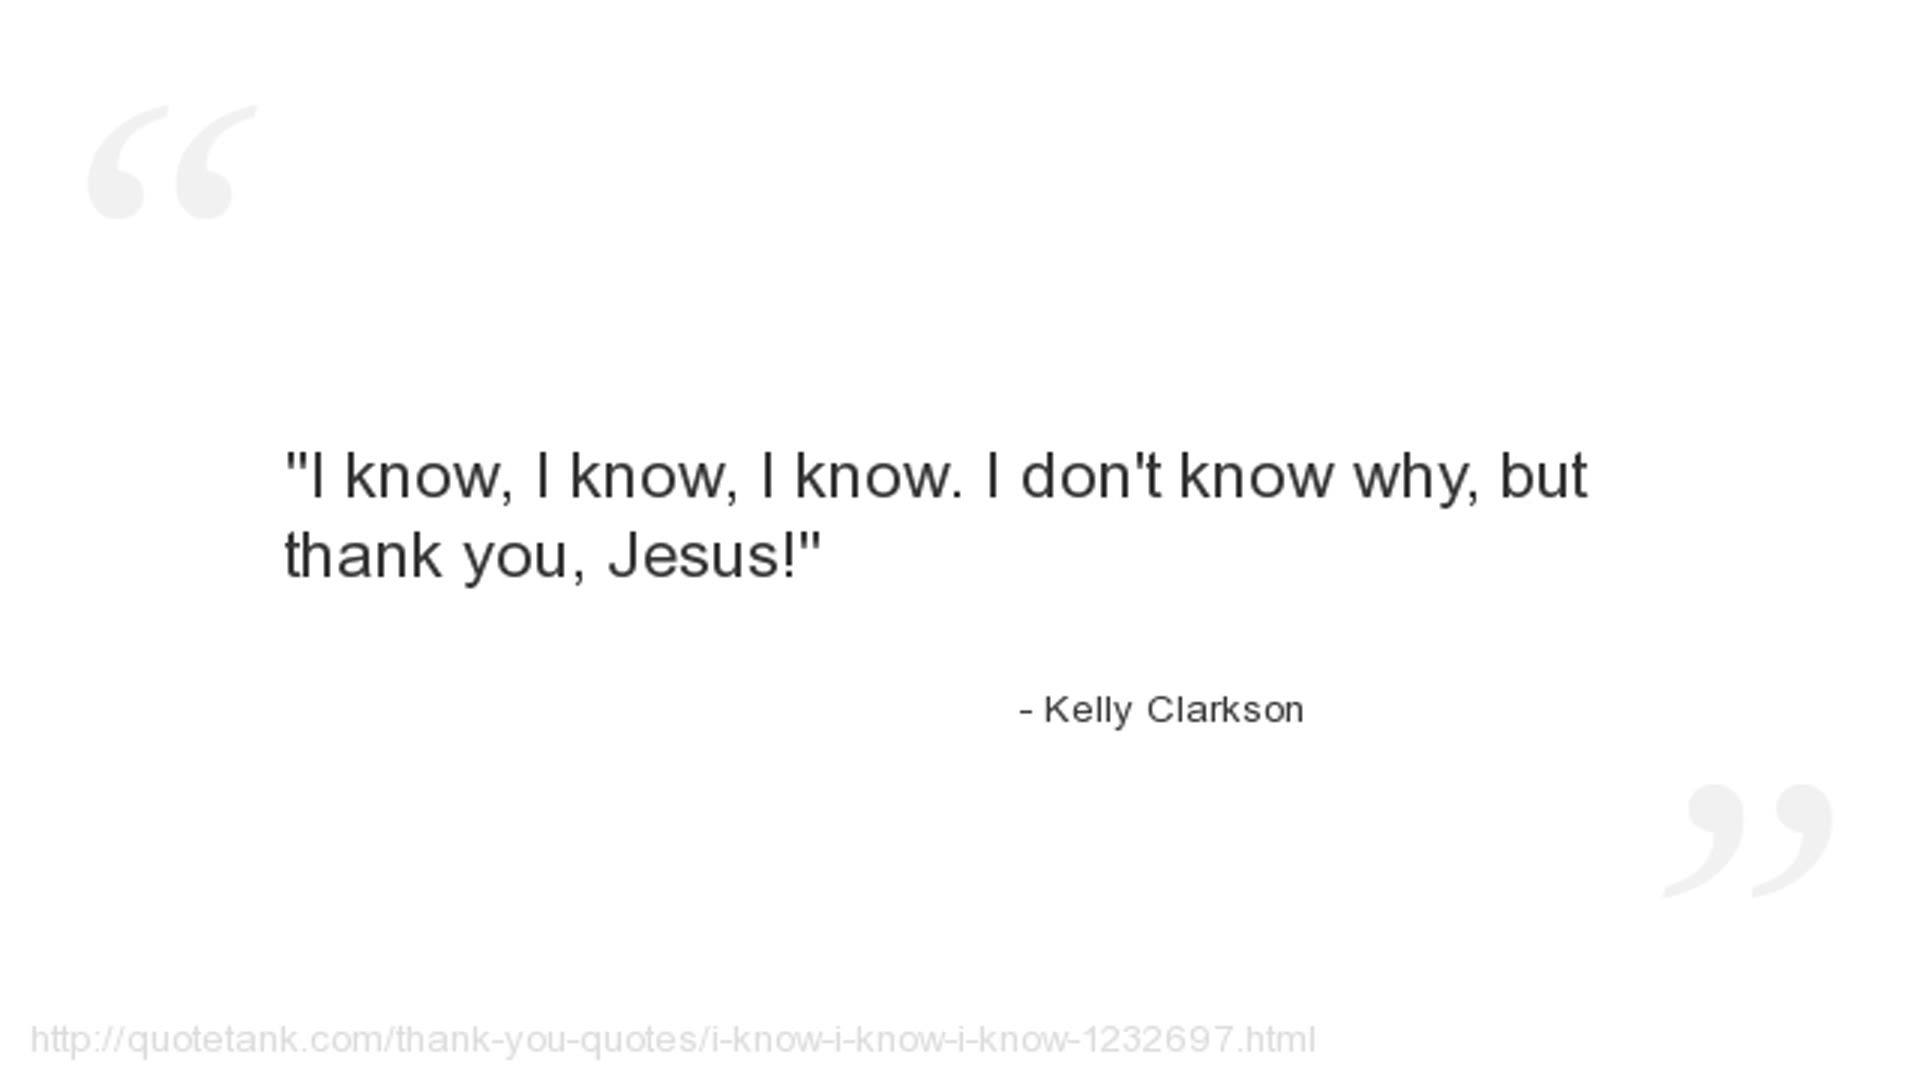 “
"I know, I know, I know. I don't know why, but
thank you, Jesus!"
- Kelly Clarkson
”
http://quotetank.com/thank-you-quotes/i-know-i-know-i-know-1232697.html